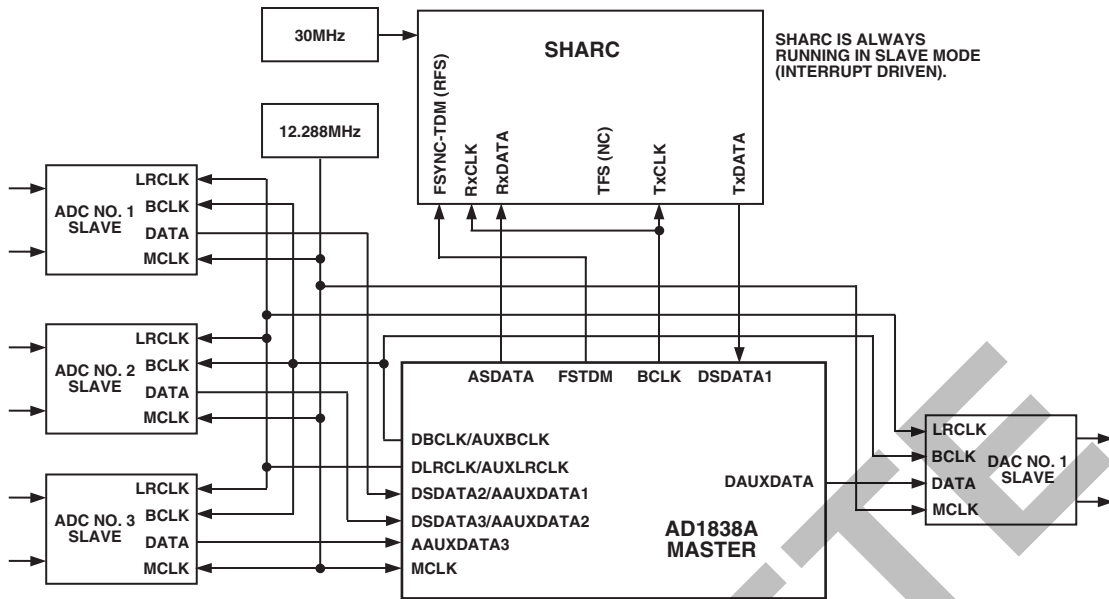 30MHz
SHARC
SHARC IS ALWAYS
RUNNING IN SLAVE MODE
(INTERRUPT DRIVEN).
12.288MHz
FSYNC-TDM (RFS)
RxCLK
RxDATA
TFS (NC)
TxCLK
TxDATA
ADC NO. 1
SLAVE
LRCLK
BCLK
DATA
MCLK
ADC NO. 2
SLAVE
LRCLK
BCLK
DATA
MCLK
ADC NO. 3
SLAVE
LRCLK
BCLK
DATA
MCLK
ASDATA
FSTDM
BCLK
DSDATA1
DBCLK/AUXBCLK
DLRCLK/AUXLRCLK
DSDATA2/AAUXDATA1
DSDATA3/AAUXDATA2
AAUXDATA3
MCLK
DAUXDATA
AD1838A
MASTER
LRCLK
BCLK
DATA
MCLK
DAC NO. 1
SLAVE
TE